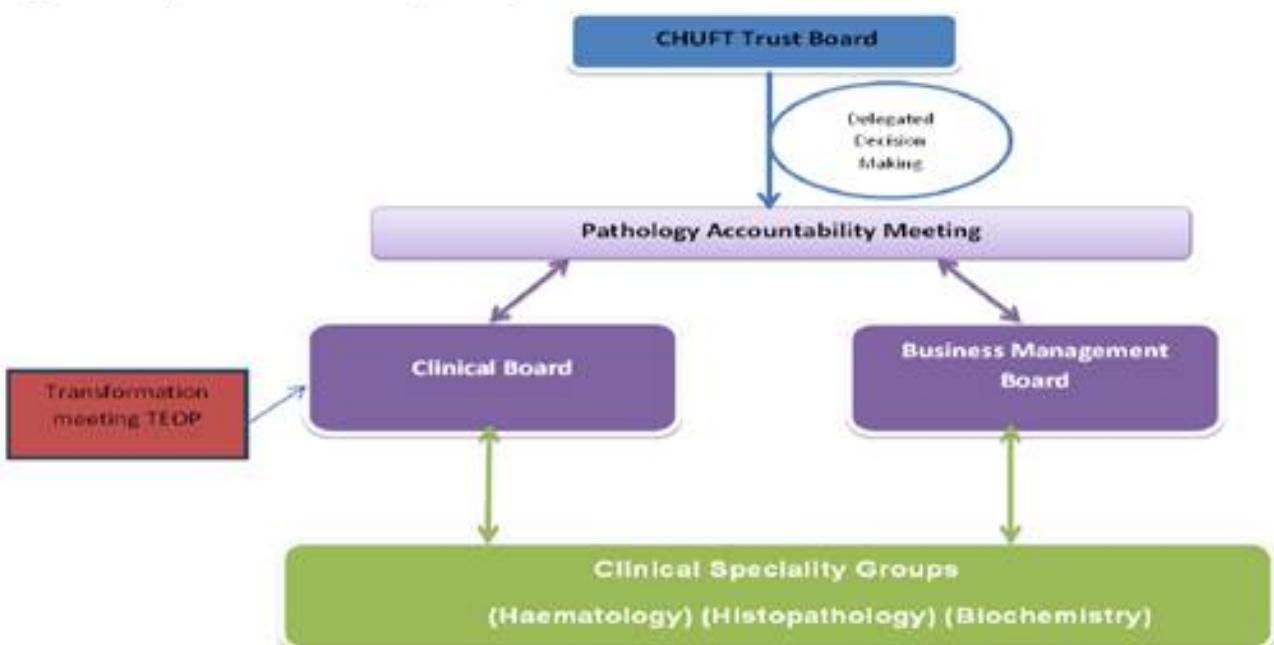 CHUFT Trust Board
Delegated
Decision
Making
Pathology Accountability Meeting
Clinical Board
Business Management
Board
Transformation
meeting TEOP
Clinical Speciality Groups
(Haematology) (Histopathology) (Biochemistry)